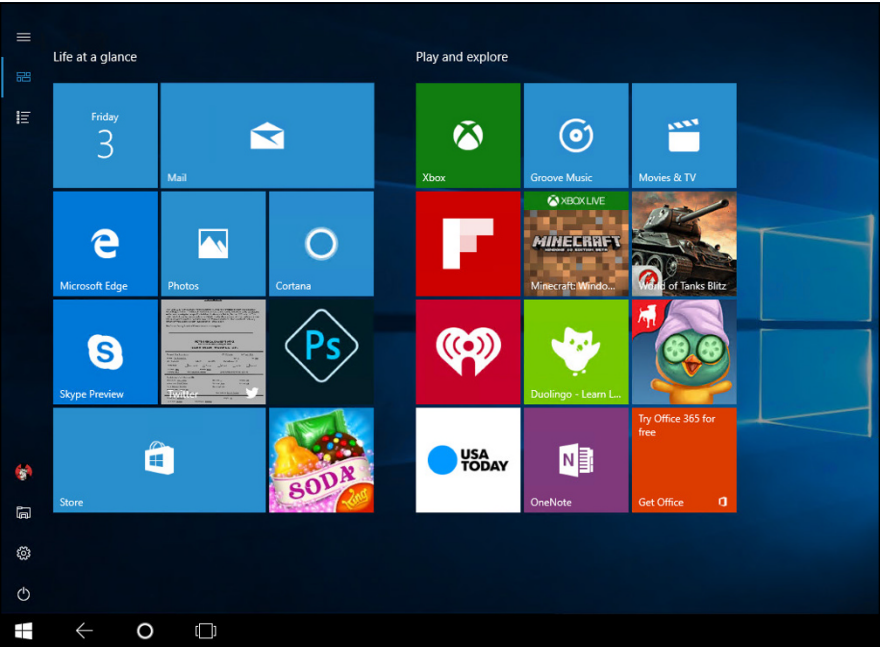 Life at a glance
Play and explore
Friday
3
Mail
Xbox
Groove Music
Movies & TV
XBOX LIVE
MINECRAFT
Microsoft Edge
Photos
Cortana
Minecraft: Windo...
World of Tanks Blitz
Skype Preview
Twitter
Ps
Duolingo - Learn L...
Store
SODA
King
USA
TODAY
N
OneNote
Try Office 365 for
free
Get Office